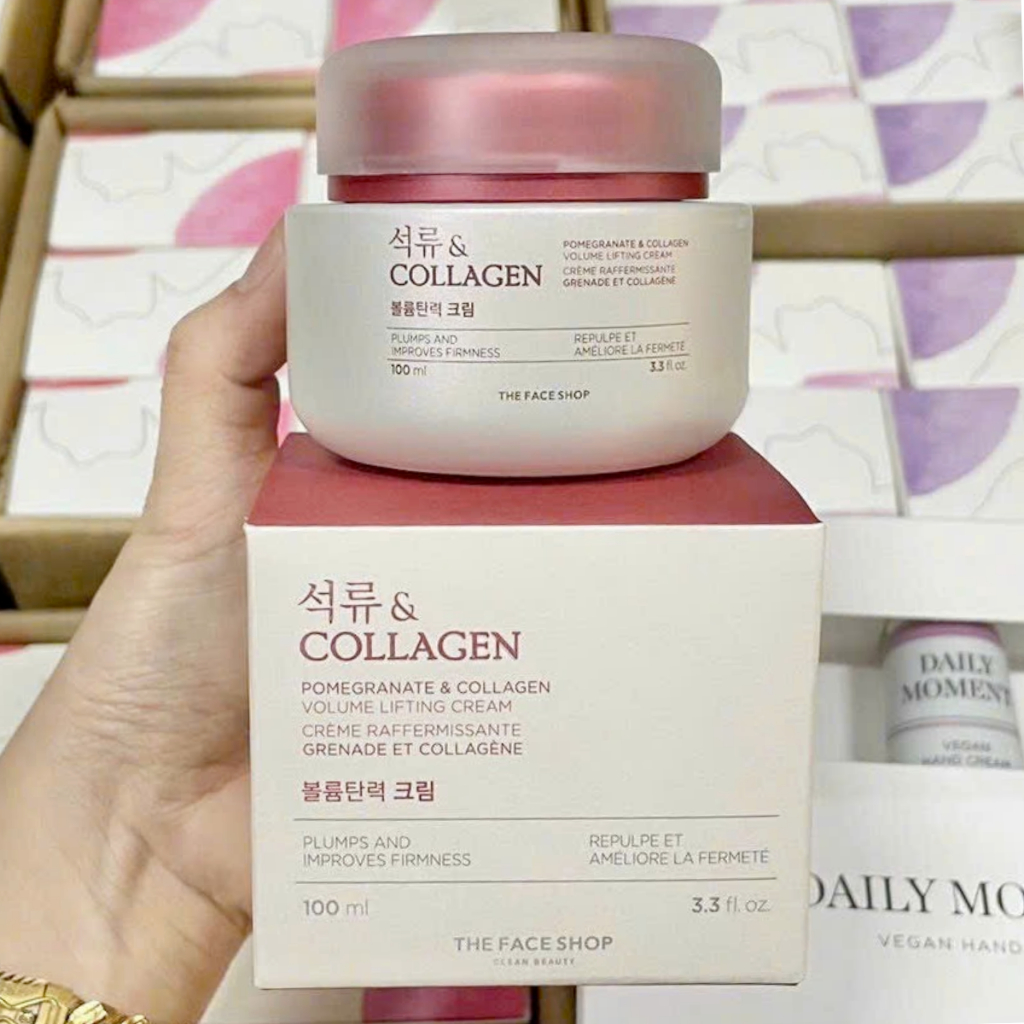 석류 &
COLLAGEN
볼륨탄력 크림
POMEGRANATE & COLLAGEN
VOLUME LIFTING CREAM
CRÈME RAFFERMISSANTE
GRENADE ET COLLAGÈNE
PLUMPS AND
IMPROVES FIRMNESS
REPULPE ET
AMÉLIORE LA FERMETÉ
100 ml
3.3 fl. oz.
THE FACE SHOP
석류 &
COLLAGEN
POMEGRANATE & COLLAGEN
VOLUME LIFTING CREAM
CRÈME RAFFERMISSANTE
GRENADE ET COLLAGÈNE
볼륨탄력 크림
PLUMPS AND
IMPROVES FIRMNESS
REPULPE ET
AMÉLIORE LA FERMETÉ
100 ml
3.3 fl. oz.
THE FACE SHOP
CLEAN BEAUTY
DAILY
MOMENT
VEGAN
HAND CREAM
DAILY MO
VEGAN HAND